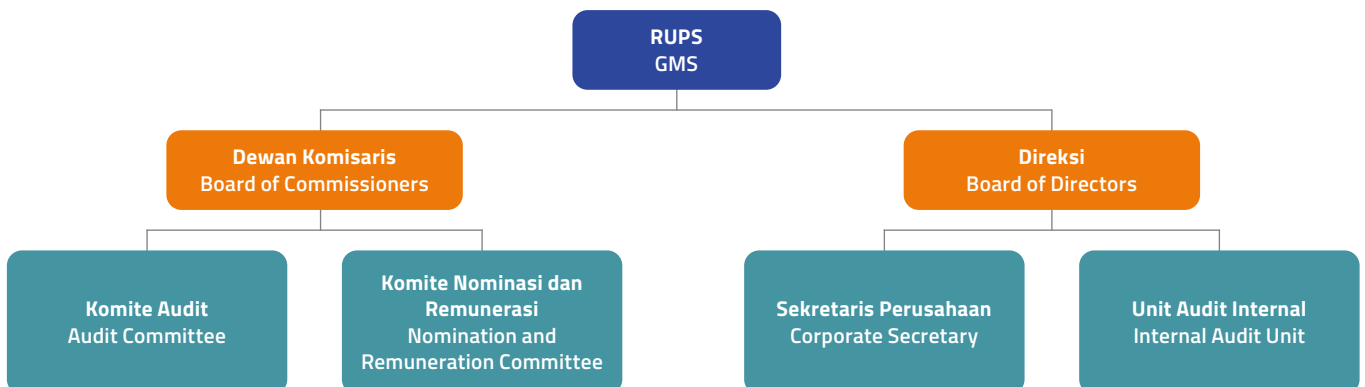 RUPS
GMS
Dewan Komisaris
Board of Commissioners
Direksi
Board of Directors
Komite Audit
Audit Committee
Komite Nominasi dan
Remunerasi
Nomination and
Remuneration Committee
Sekretaris Perusahaan
Corporate Secretary
Unit Audit Internal
Internal Audit Unit